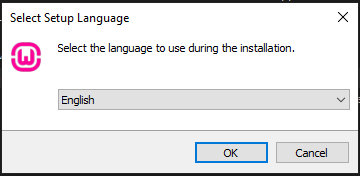 Select Setup Language
Select the language to use during the installation.
English
OK
Cancel